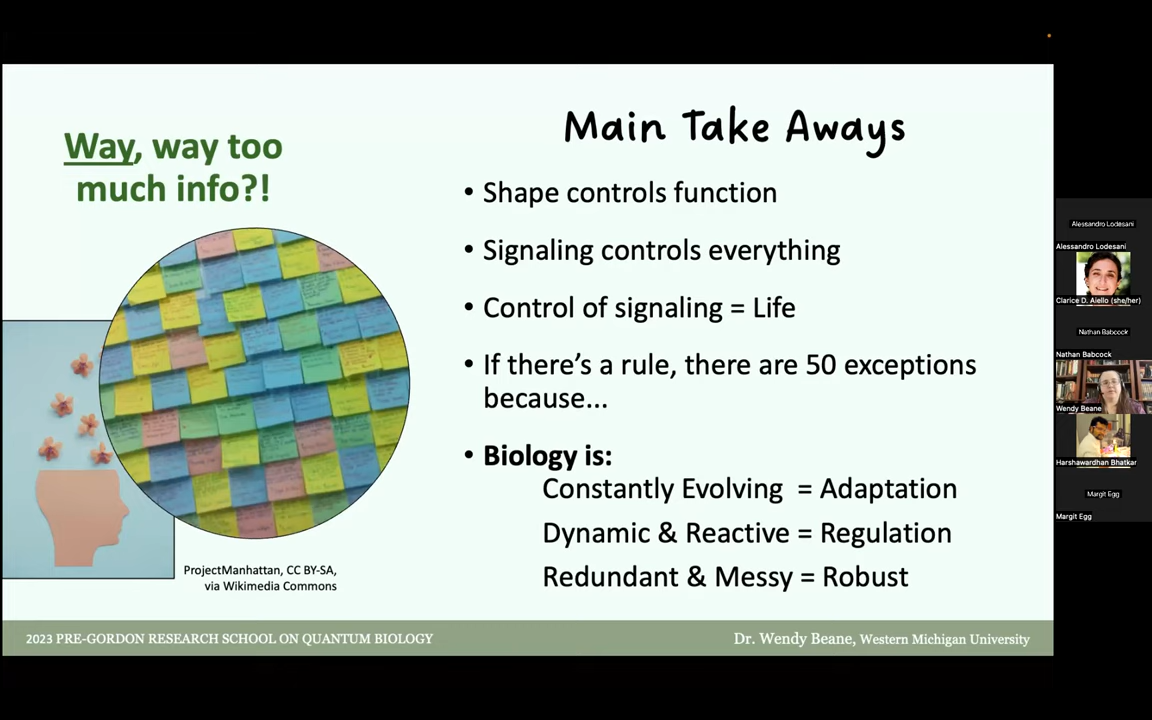 Way, way too
much info?!
Main Take Aways
• Shape controls function
• Signaling controls everything
• Control of signaling = Life
• If there’s a rule, there are 50 exceptions
because...
• Biology is:
Constantly Evolving = Adaptation
Dynamic & Reactive = Regulation
Redundant & Messy = Robust
ProjectManhattan, CC BY-SA,
via Wikimedia Commons
2023 PRE-GORDON RESEARCH SCHOOL ON QUANTUM BIOLOGY
Dr. Wendy Beane, Western Michigan University
Alessandro Lodesani
Alessandro Lodesani
Clarice D. Aiello (she/her)
Nathan Babcock
Nathan Babcock
Wendy Beane
Harshawardhan Bhatkar
Margit Egg
Margit Egg